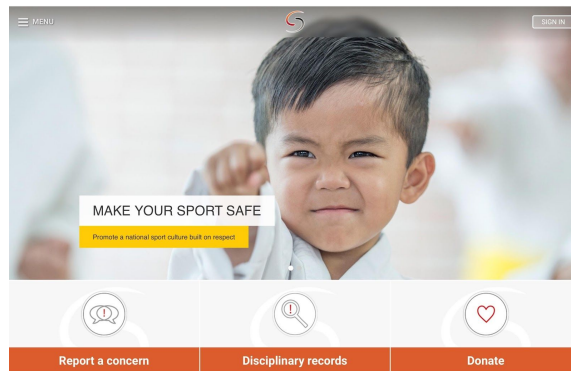 MENU
SIGN IN
MAKE YOUR SPORT SAFE
Promote a national sport culture built on respect
Report a concern
Disciplinary records
Donate